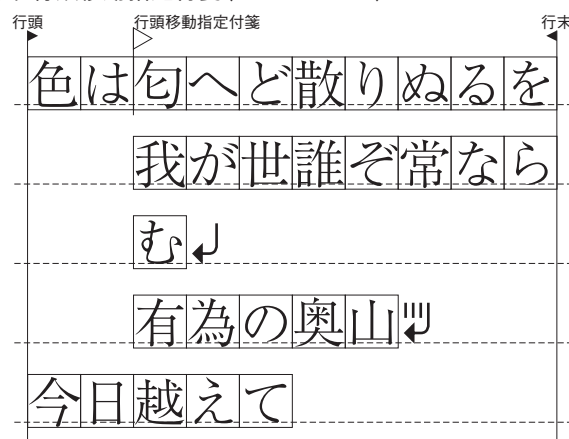 行頭 行頭移動指定付箋 行末
色は匂へど散りぬるを
我が世誰ぞ常なら
む
有為の奥山
今日越えて